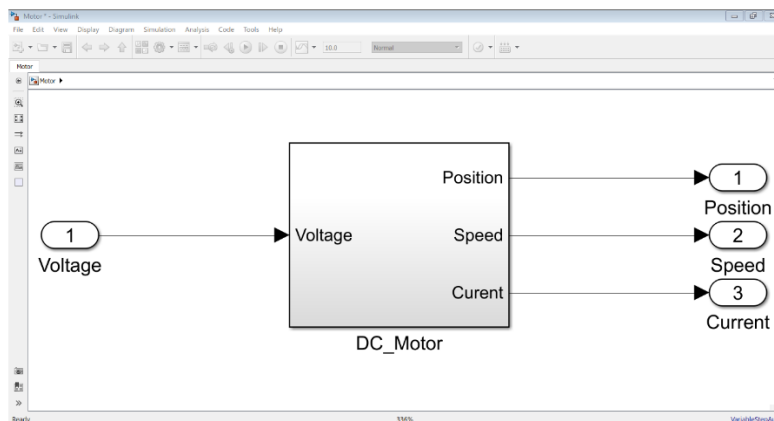 Motor * - Simulink
File Edit View Display Diagram Simulation Analysis Code Tools Help
10.0 Normal
Motor
Motor
Position
1
Position
1
Voltage
Voltage
Speed
2
Speed
Curent
3
Current
DC_Motor
Ready 336%